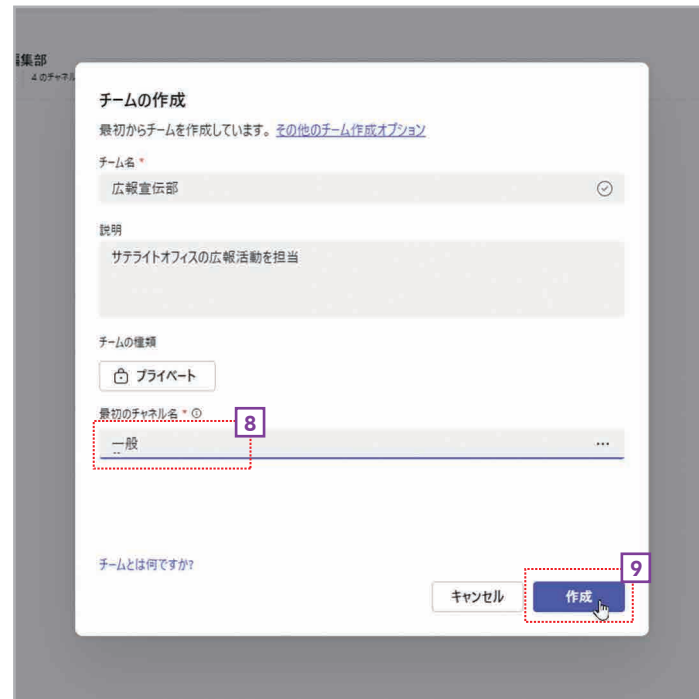 編集部
4 のチャネル
チームの作成
最初からチームを作成しています。その他のチーム作成オプション
チーム名 *
広報宣伝部
説明
サテライトオフィスの広報活動を担当
チームの種類
プライベート
最初のチャネル名 *
8
一般
チームとは何ですか?
9
キャンセル
作成